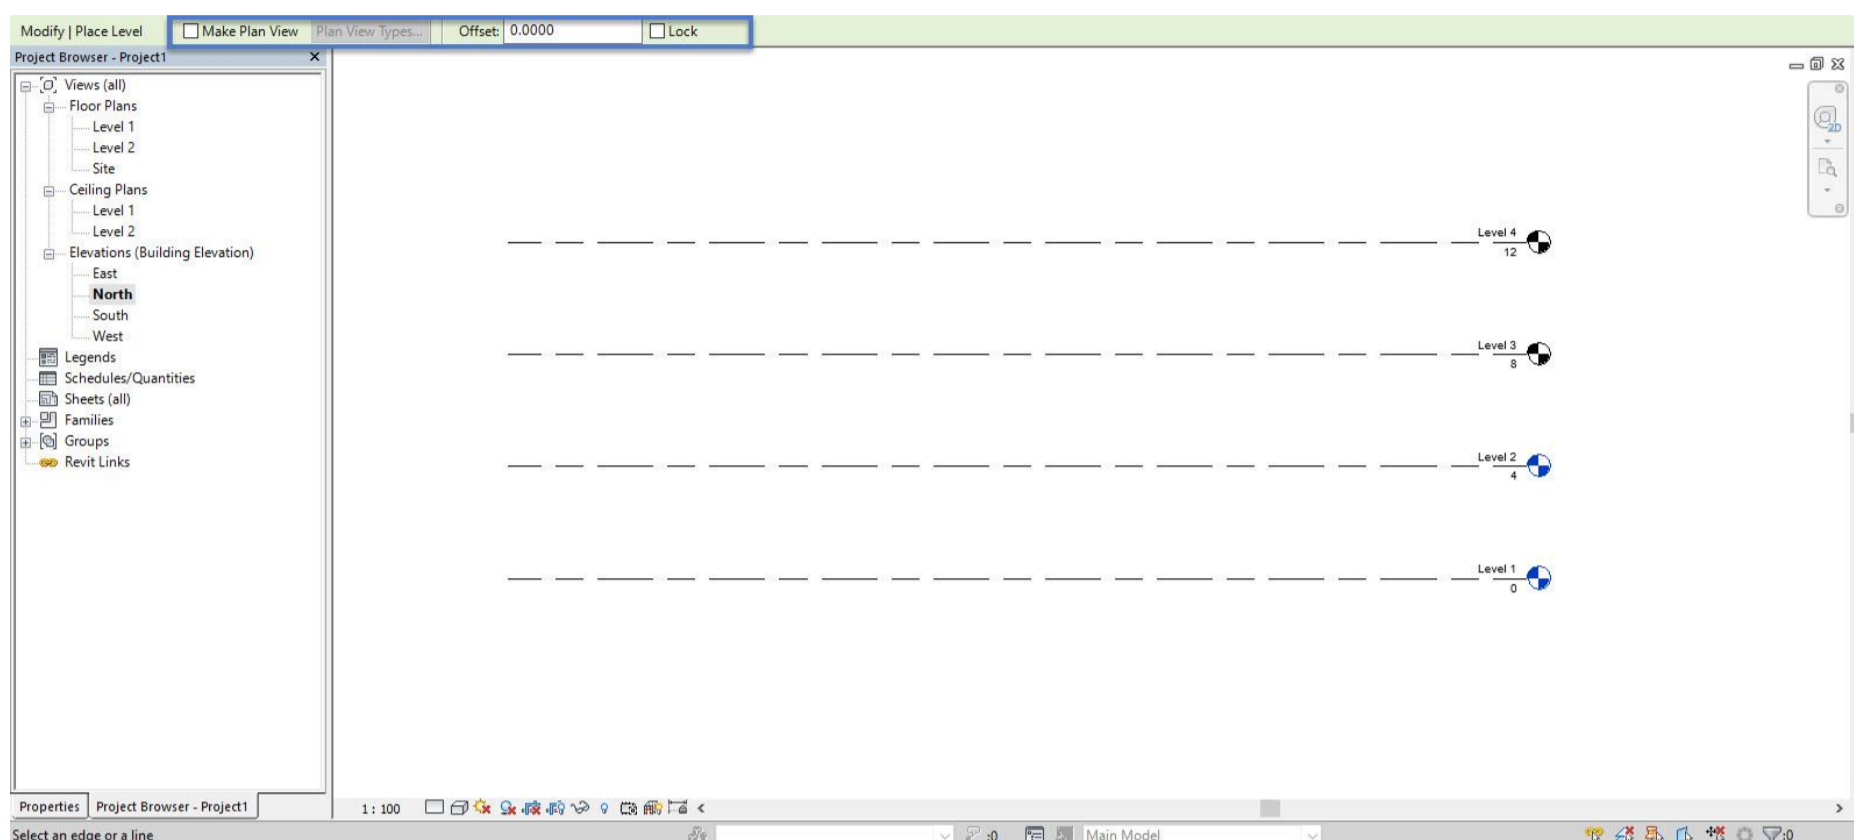 Modify | Place Level Make Plan View Plan View Types... Offset: 0.0000 Lock
Project Browser - Project1
Views (all)
Floor Plans
Level 1
Level 2
Site
Ceiling Plans
Level 1
Level 2
Elevations (Building Elevation)
East
North
South
West
Legends
Schedules/Quantities
Sheets (all)
Families
Groups
Revit Links
2D
Level 4
12
Level 3
8
Level 2
4
Level 1
0
Properties Project Browser - Project1
1 : 100
Select an edge or a line
:0 Main Model :0